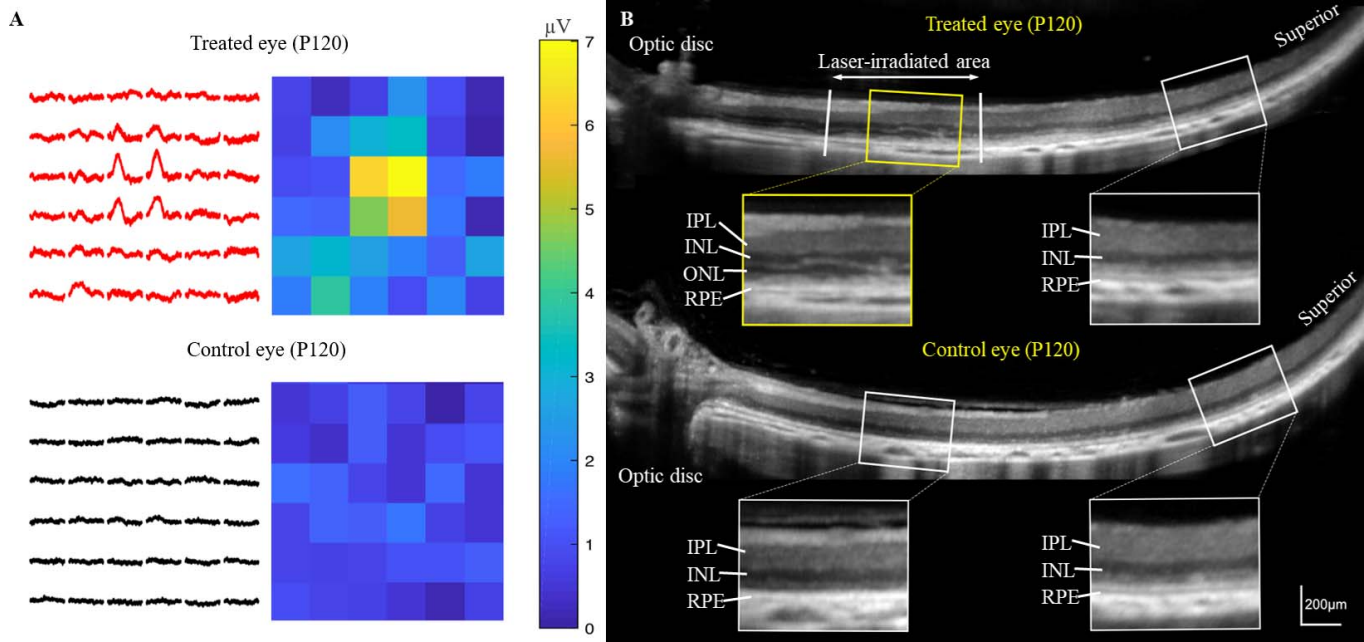 A
Treated eye (P120)
µV
7
6
5
4
3
2
1
0
Control eye (P120)
B
Treated eye (P120)
Optic disc
Laser-irradiated area
Superior
IPL
INL
ONL
RPE
IPL
INL
RPE
Control eye (P120)
Superior
Optic disc
IPL
INL
RPE
IPL
INL
RPE
200µm